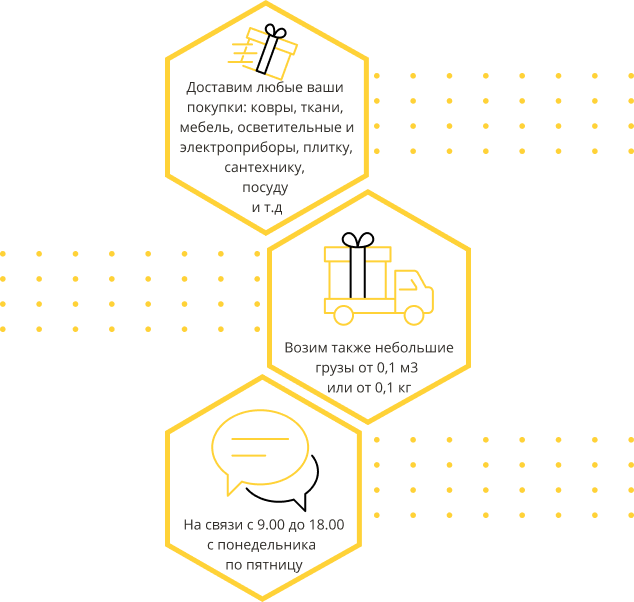 Доставим любые ваши
покупки: ковры, ткани,
мебель, осветительные и
электроприборы, плитку,
сантехнику,
посуду
и т.д
Возим также небольшие
грузы от 0,1 м3
или от 0,1 кг
На связи с 9.00 до 18.00
с понедельника
по пятницу